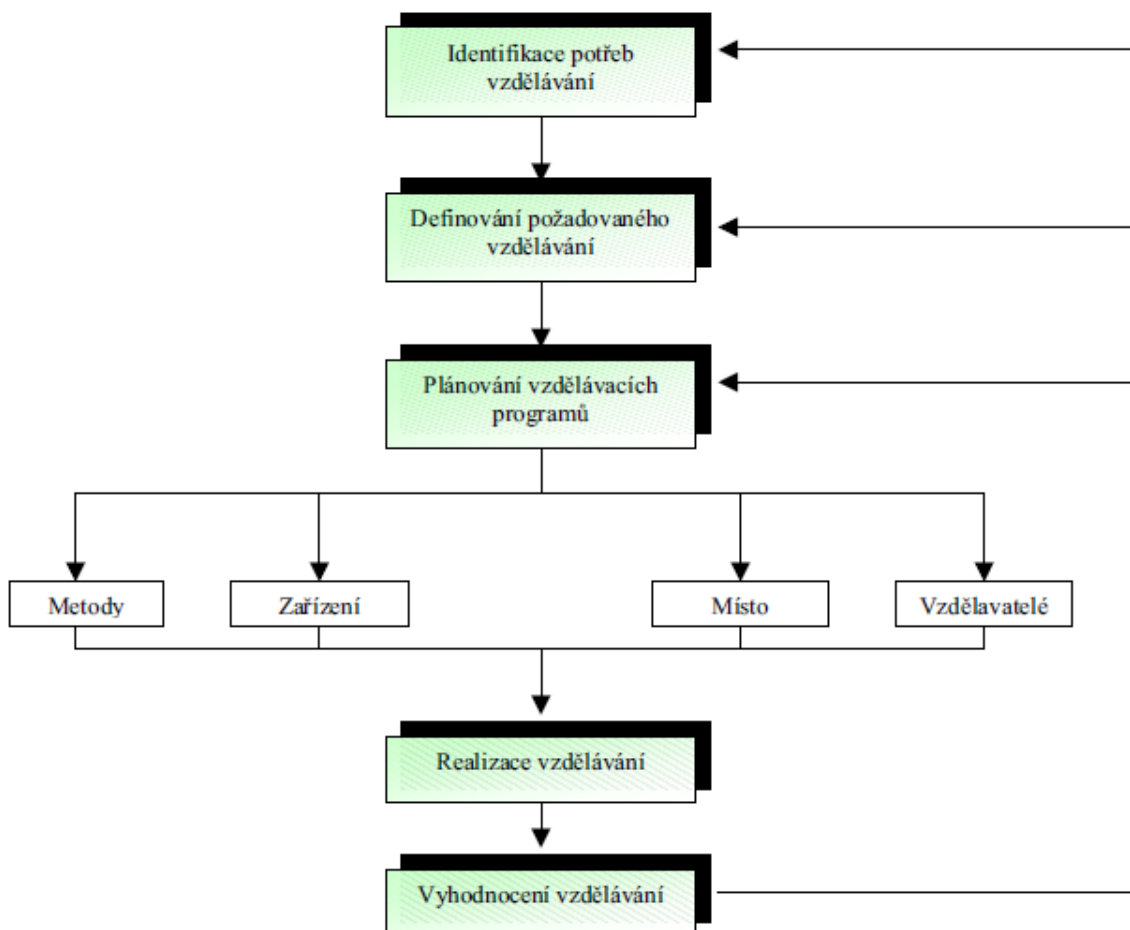 Identifikace potřeb
vzdělávání
Definování požadovaného
vzdělávání
Plánování vzdělávacích
programů
Metody
Zařízení
Místo
Vzdělavatelé
Realizace vzdělávání
Vyhodnocení vzdělávání